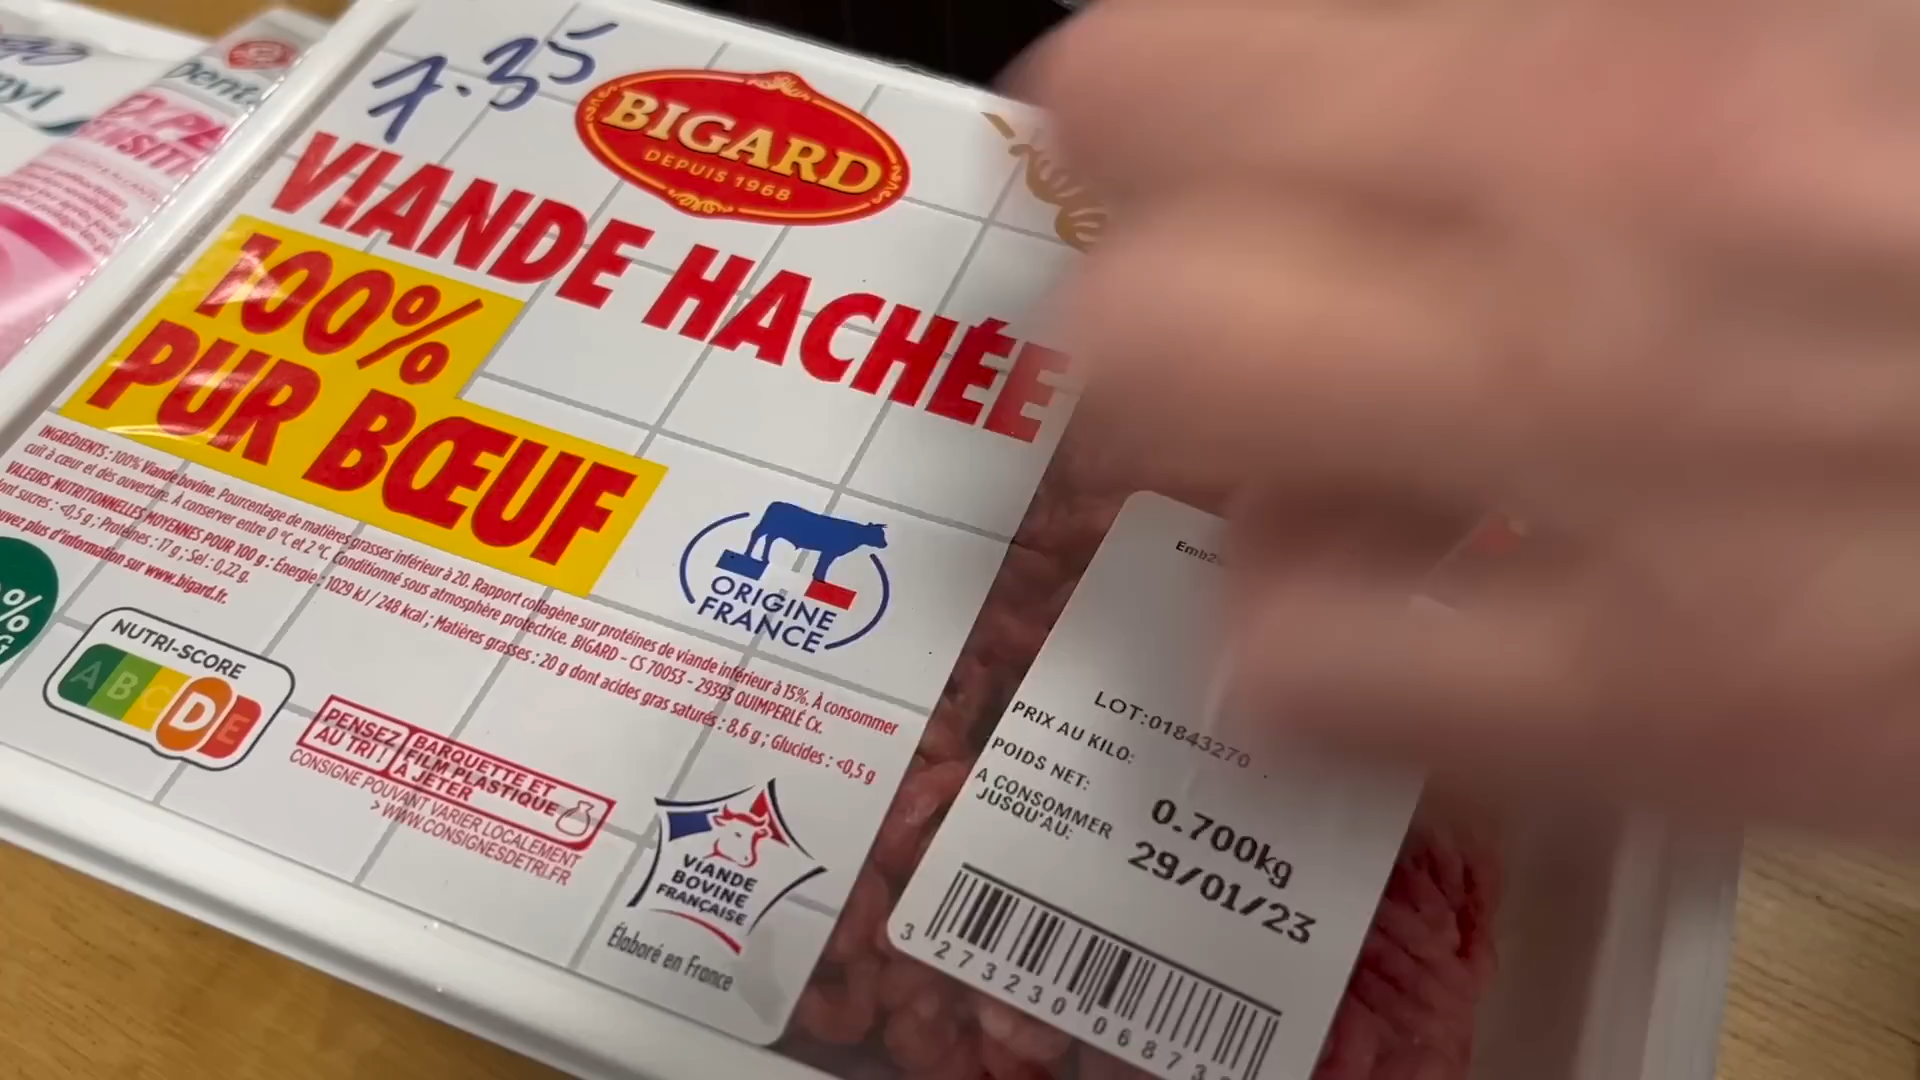 7.35
BIGARD
DEPUIS 1968
VIANDE HACHÉE
100%
PUR BŒUF
INGRÉDIENTS : 100% Viande bovine. Pourcentage de matières grasses inférieur à 20. Rapport collagène sur protéines de viande inférieur à 15%. À consommer
cuit à cœur et dès ouverture. À conserver entre 0 °C et 2 °C. Conditionné sous atmosphère protectrice. BIGARD - CS 70053 - 29393 QUIMPERLÉ Cx.
VALEURS NUTRITIONNELLES MOYENNES POUR 100 g : Énergie : 1029 kJ / 248 kcal ; Matières grasses : 20 g dont acides gras saturés : 8,6 g ; Glucides : <0,5 g
sucres : <0,5 g ; Protéines : 17 g ; Sel : 0,22 g.
plus d'information sur www.bigard.fr.
ORIGINE
FRANCE
%
NUTRI-SCORE
A B C D E
PENSEZ
AU TRI !
BARQUETTE ET
FILM PLASTIQUE
À JETER
CONSIGNE POUVANT VARIER LOCALEMENT
> WWW.CONSIGNESDETRI.FR
VIANDE
BOVINE
FRANÇAISE
Élaboré en France
LOT:01843270
PRIX AU KILO:
POIDS NET:
0.700kg
A CONSOMMER
JUSQU'AU:
29/01/23
3 273230 06873